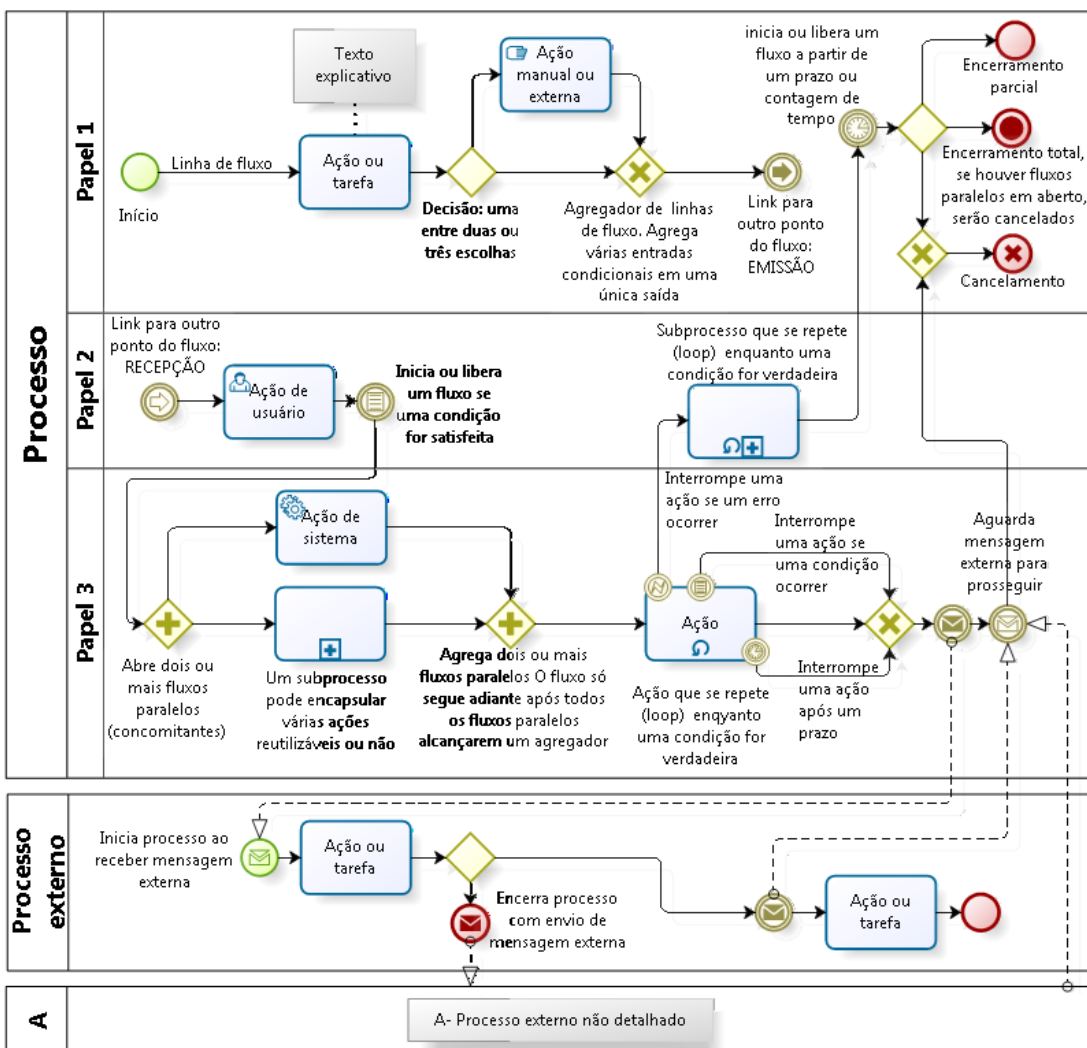 Processo
Papel 1
Texto
explicativo
Ação
manual ou
externa
inicia ou libera um
fluxo a partir de
um prazo ou
contagem de
tempo
Encerramento
parcial
Linha de fluxo
Ação ou
tarefa
Início
Decisão: uma
entre duas ou
três escolhas
Agregador de linhas
de fluxo. Agrega
várias entradas
condicionais em uma
única saída
Link para
outro ponto
do fluxo:
EMISSÃO
Encerramento total,
se houver fluxos
paralelos em aberto,
serão cancelados
Cancelamento
Papel 2
Link para outro
ponto do fluxo:
RECEPÇÃO
Ação de
usuário
Inicia ou libera
um fluxo se
uma condição
for satisfeita
Subprocesso que se repete
(loop) enquanto uma
condição for verdadeira
Papel 3
Ação de
sistema
Interrompe uma
ação se um erro
ocorrer
Interrompe
uma ação se
uma condição
ocorrer
Aguarda
mensagem
externa para
prosseguir
Abre dois ou
mais fluxos
paralelos
(concomitantes)
Um subprocesso
pode encapsular
várias ações
reutilizáveis ou não
Agrega dois ou mais
fluxos paralelos O fluxo só
segue adiante após todos
os fluxos paralelos
alcançarem um agregador
Ação
Ação que se repete
(loop) enqyanto
uma condição for
verdadeira
Interrompe
uma ação
após um
prazo
Processo
externo
Inicia processo ao
receber mensagem
externa
Ação ou
tarefa
Encerra processo
com envio de
mensagem externa
Ação ou
tarefa
A
A- Processo externo não detalhado